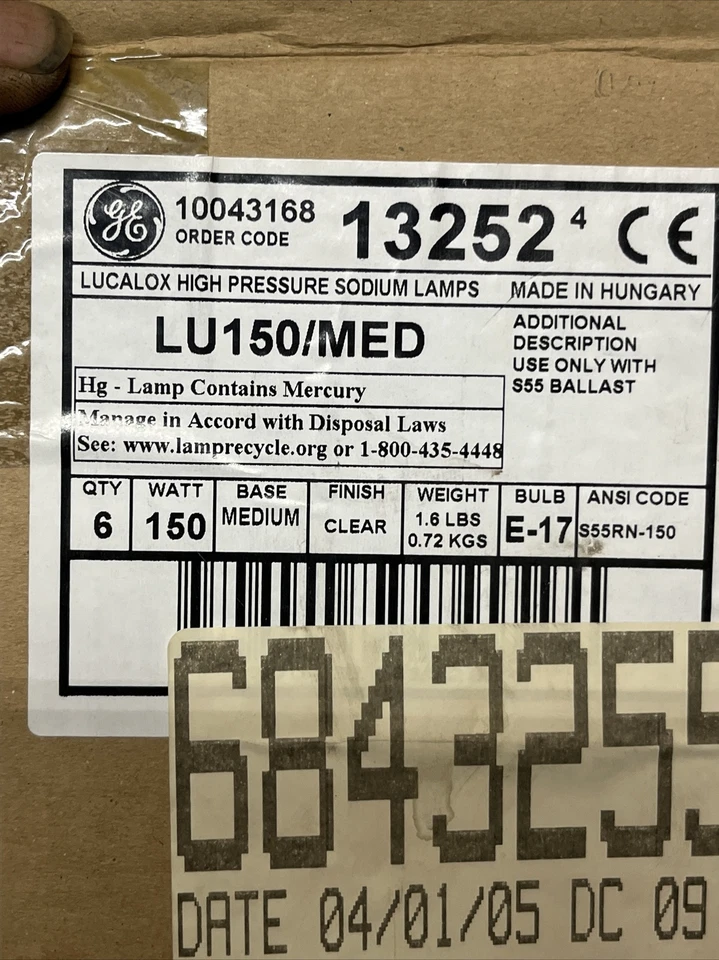 GE
10043168
ORDER CODE
13252 4 CE
LUCALOX HIGH PRESSURE SODIUM LAMPS MADE IN HUNGARY
LU150/MED
ADDITIONAL
DESCRIPTION
USE ONLY WITH
S55 BALLAST
Hg - Lamp Contains Mercury
Manage in Accord with Disposal Laws
See: www.lamprecycle.org or 1-800-435-4448
QTY WATT BASE FINISH WEIGHT BULB ANSI CODE
6 150 MEDIUM CLEAR 1.6 LBS E-17 S55RN-150
0.72 KGS
6843255
DATE 04/01/05 DC 09